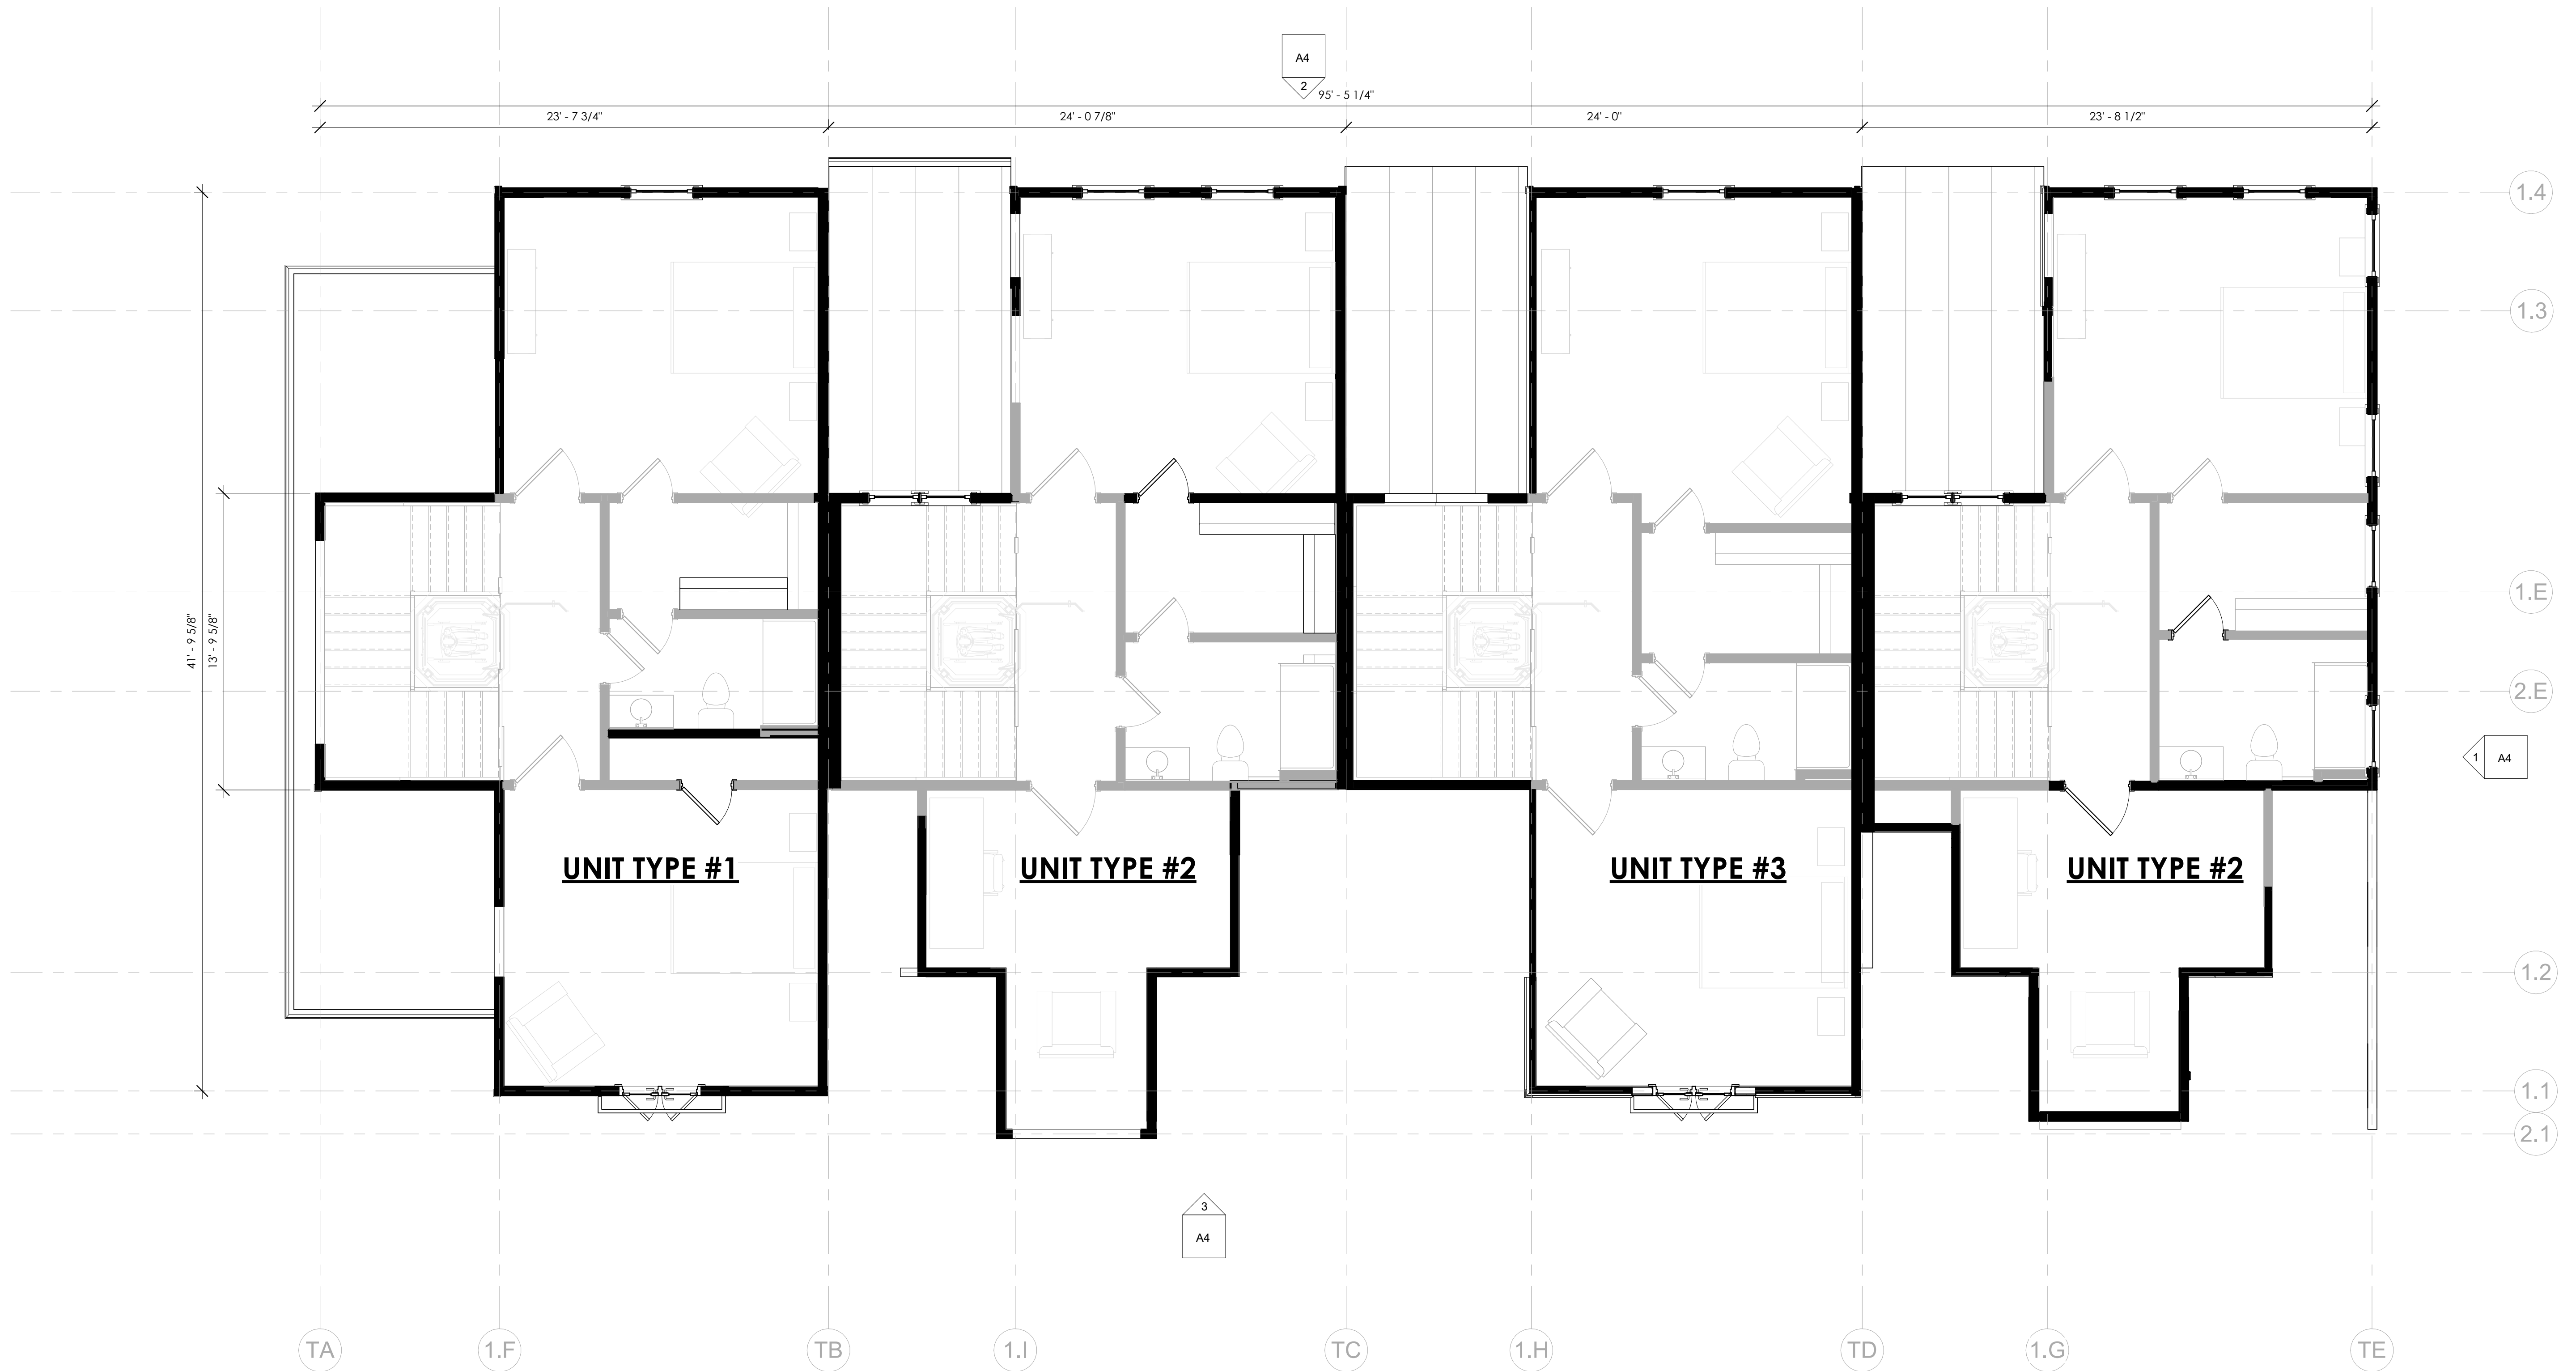 A4
2
95' - 5 1/4"
23' - 7 3/4"
24' - 0 7/8"
24' - 0"
23' - 8 1/2"
1.4
1.3
1.E
41' - 9 5/8"
13' - 9 5/8"
2.E
1
A4
UNIT TYPE #1
UNIT TYPE #2
UNIT TYPE #3
UNIT TYPE #2
1.2
1.1
2.1
3
A4
TA
1.F
TB
1.I
TC
1.H
TD
1.G
TE